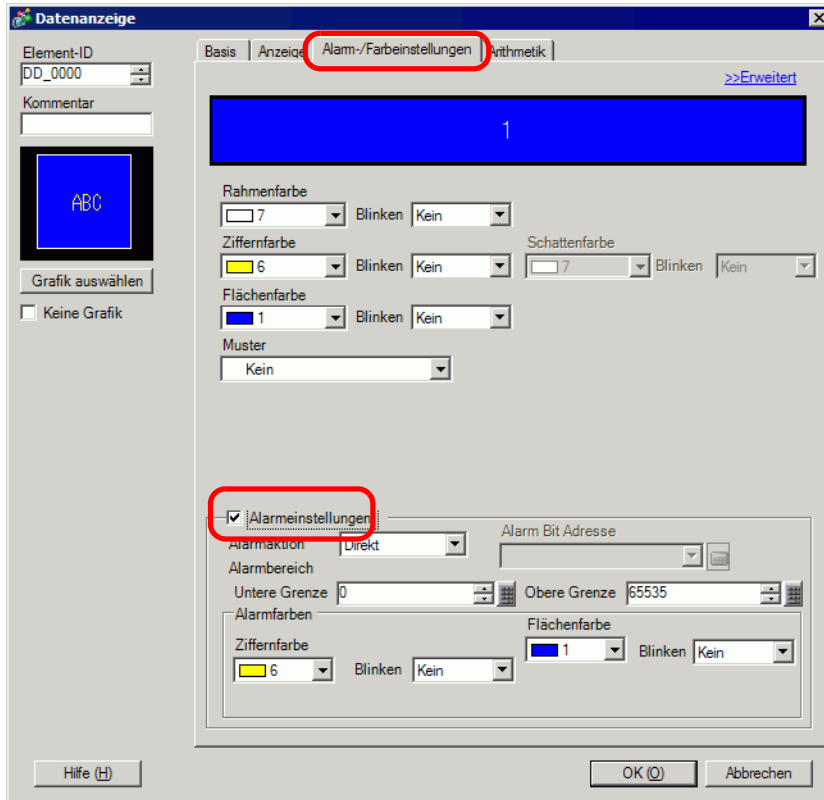 Datenanzeige
Element-ID
DD_0000
Kommentar
ABC
Grafik auswählen
Keine Grafik
Basis Anzeige Alarm-/Farbeinstellungen Arithmetik
>>Erweitert
1
Rahmenfarbe
7 Blinken Kein
Ziffernfarbe Schattenfarbe
6 Blinken Kein 7 Blinken Kein
Flächenfarbe
1 Blinken Kein
Muster
Kein
Alarmeinstellungen
Alarmaktion Direkt Alarm Bit Adresse
Alarmbereich
Untere Grenze 0 Obere Grenze 65535
Alarmfarben
Ziffernfarbe Flächenfarbe
6 Blinken Kein 1 Blinken Kein
Hilfe (H) OK (O) Abbrechen